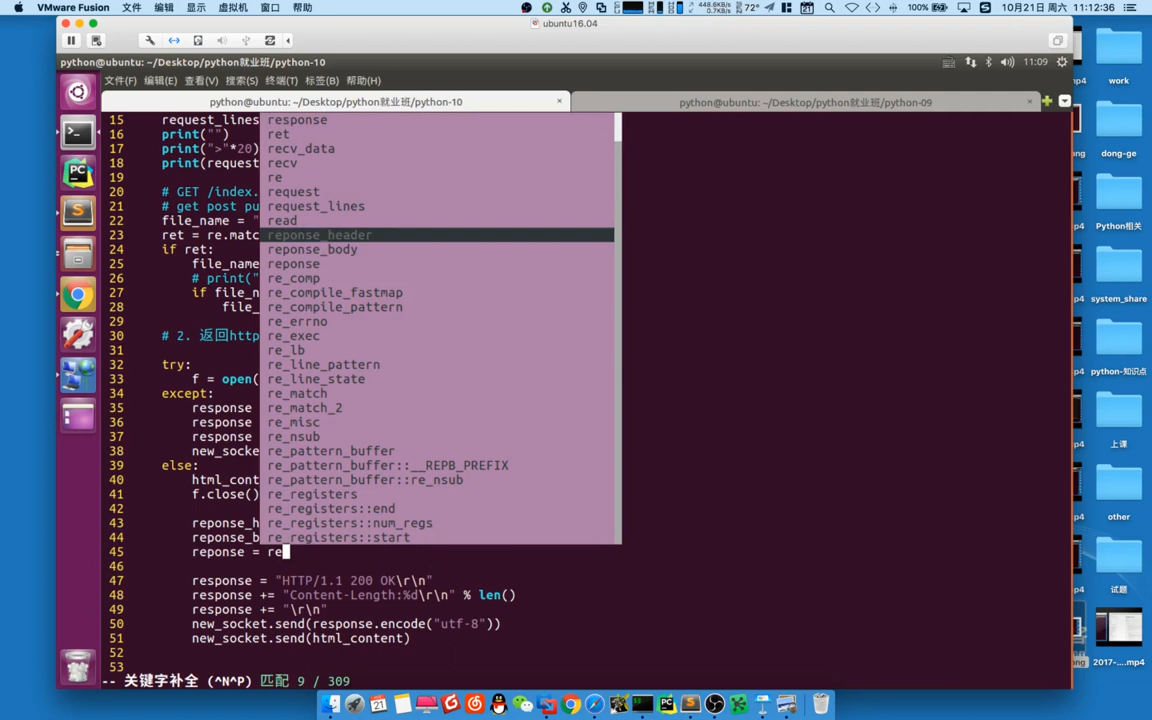 VMware Fusion 文件 编辑 显示 虚拟机 窗口 帮助 448.6KB/s 0.7KB/s 72° 100% 10月21日 周六 11:12:36
ubuntu16.04
python@ubuntu: ~/Desktop/python就业班/python-10 11:09
文件(F) 编辑(E) 查看(V) 搜索(S) 终端(T) 标签(B) 帮助(H)
python@ubuntu: ~/Desktop/python就业班/python-10 × python@ubuntu: ~/Desktop/python就业班/python-09 ×
15 request_lines response
16 print("") ret
17 print(">"*20) recv_data
18 print(request recv
19 re
20 # GET /index. request
21 # get post pu request_lines
22 file_name = " read
23 ret = re.matc reponse_header
24 if ret: reponse_body
25 file_name reponse
26 # print(" re_comp
27 if file_n re_compile_fastmap
28 file_ re_compile_pattern
29 re_errno
30 # 2. 返回http re_exec
31 re_lb
32 try: re_line_pattern
33 f = open( re_line_state
34 except: re_match
35 response re_match_2
36 response re_misc
37 response re_nsub
38 new_socke re_pattern_buffer
39 else: re_pattern_buffer::__REPB_PREFIX
40 html_cont re_pattern_buffer::re_nsub
41 f.close() re_registers
42 re_registers::end
43 reponse_h re_registers::num_regs
44 reponse_b re_registers::start
45 reponse = re
46
47 response = "HTTP/1.1 200 OK\r\n"
48 response += "Content-Length:%d\r\n" % len()
49 response += "\r\n"
50 new_socket.send(response.encode("utf-8"))
51 new_socket.send(html_content)
52
53
-- 关键字补全 (^N^P) 匹配 9 / 309
work
dong-ge
Python相关
system_share
python-知识点
上课
other
试题
2017-....mp4